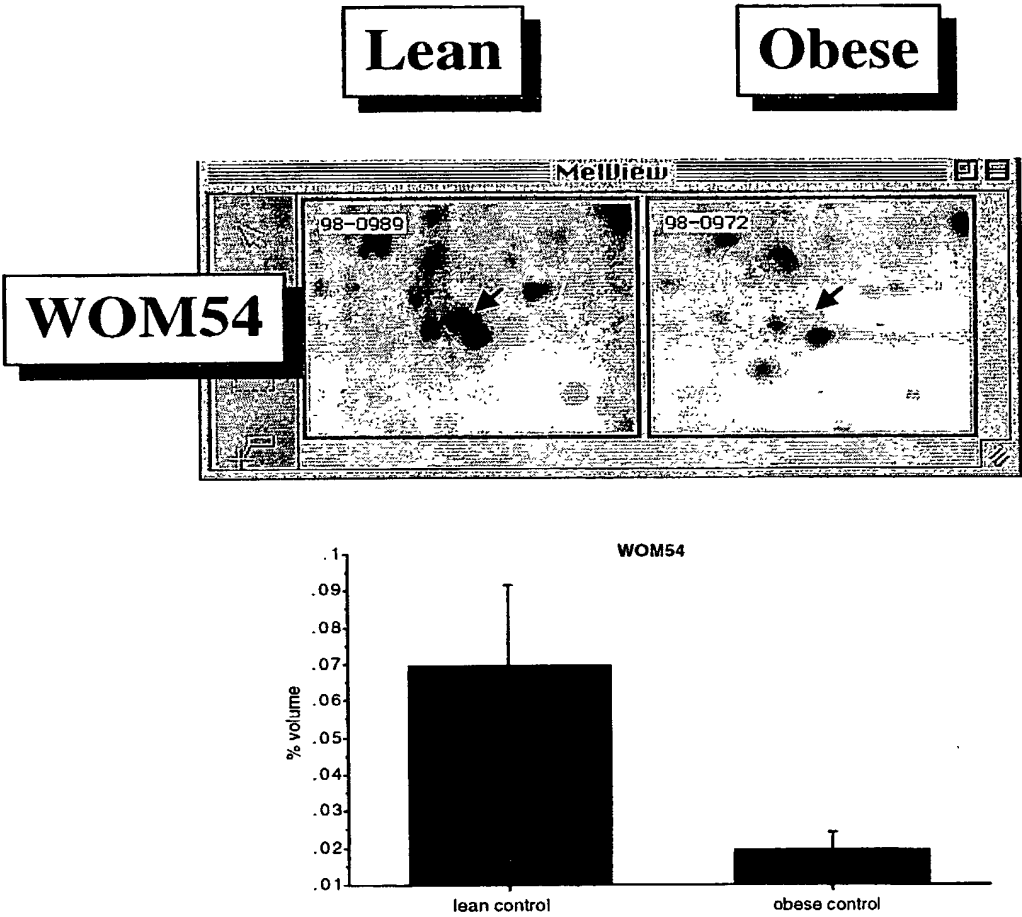 Lean
Obese
MelView
98-0989
98-0972
WOM54
WOM54
.1
.09
.08
.07
.06
.05
.04
.03
.02
.01
% volume
lean control
obese control